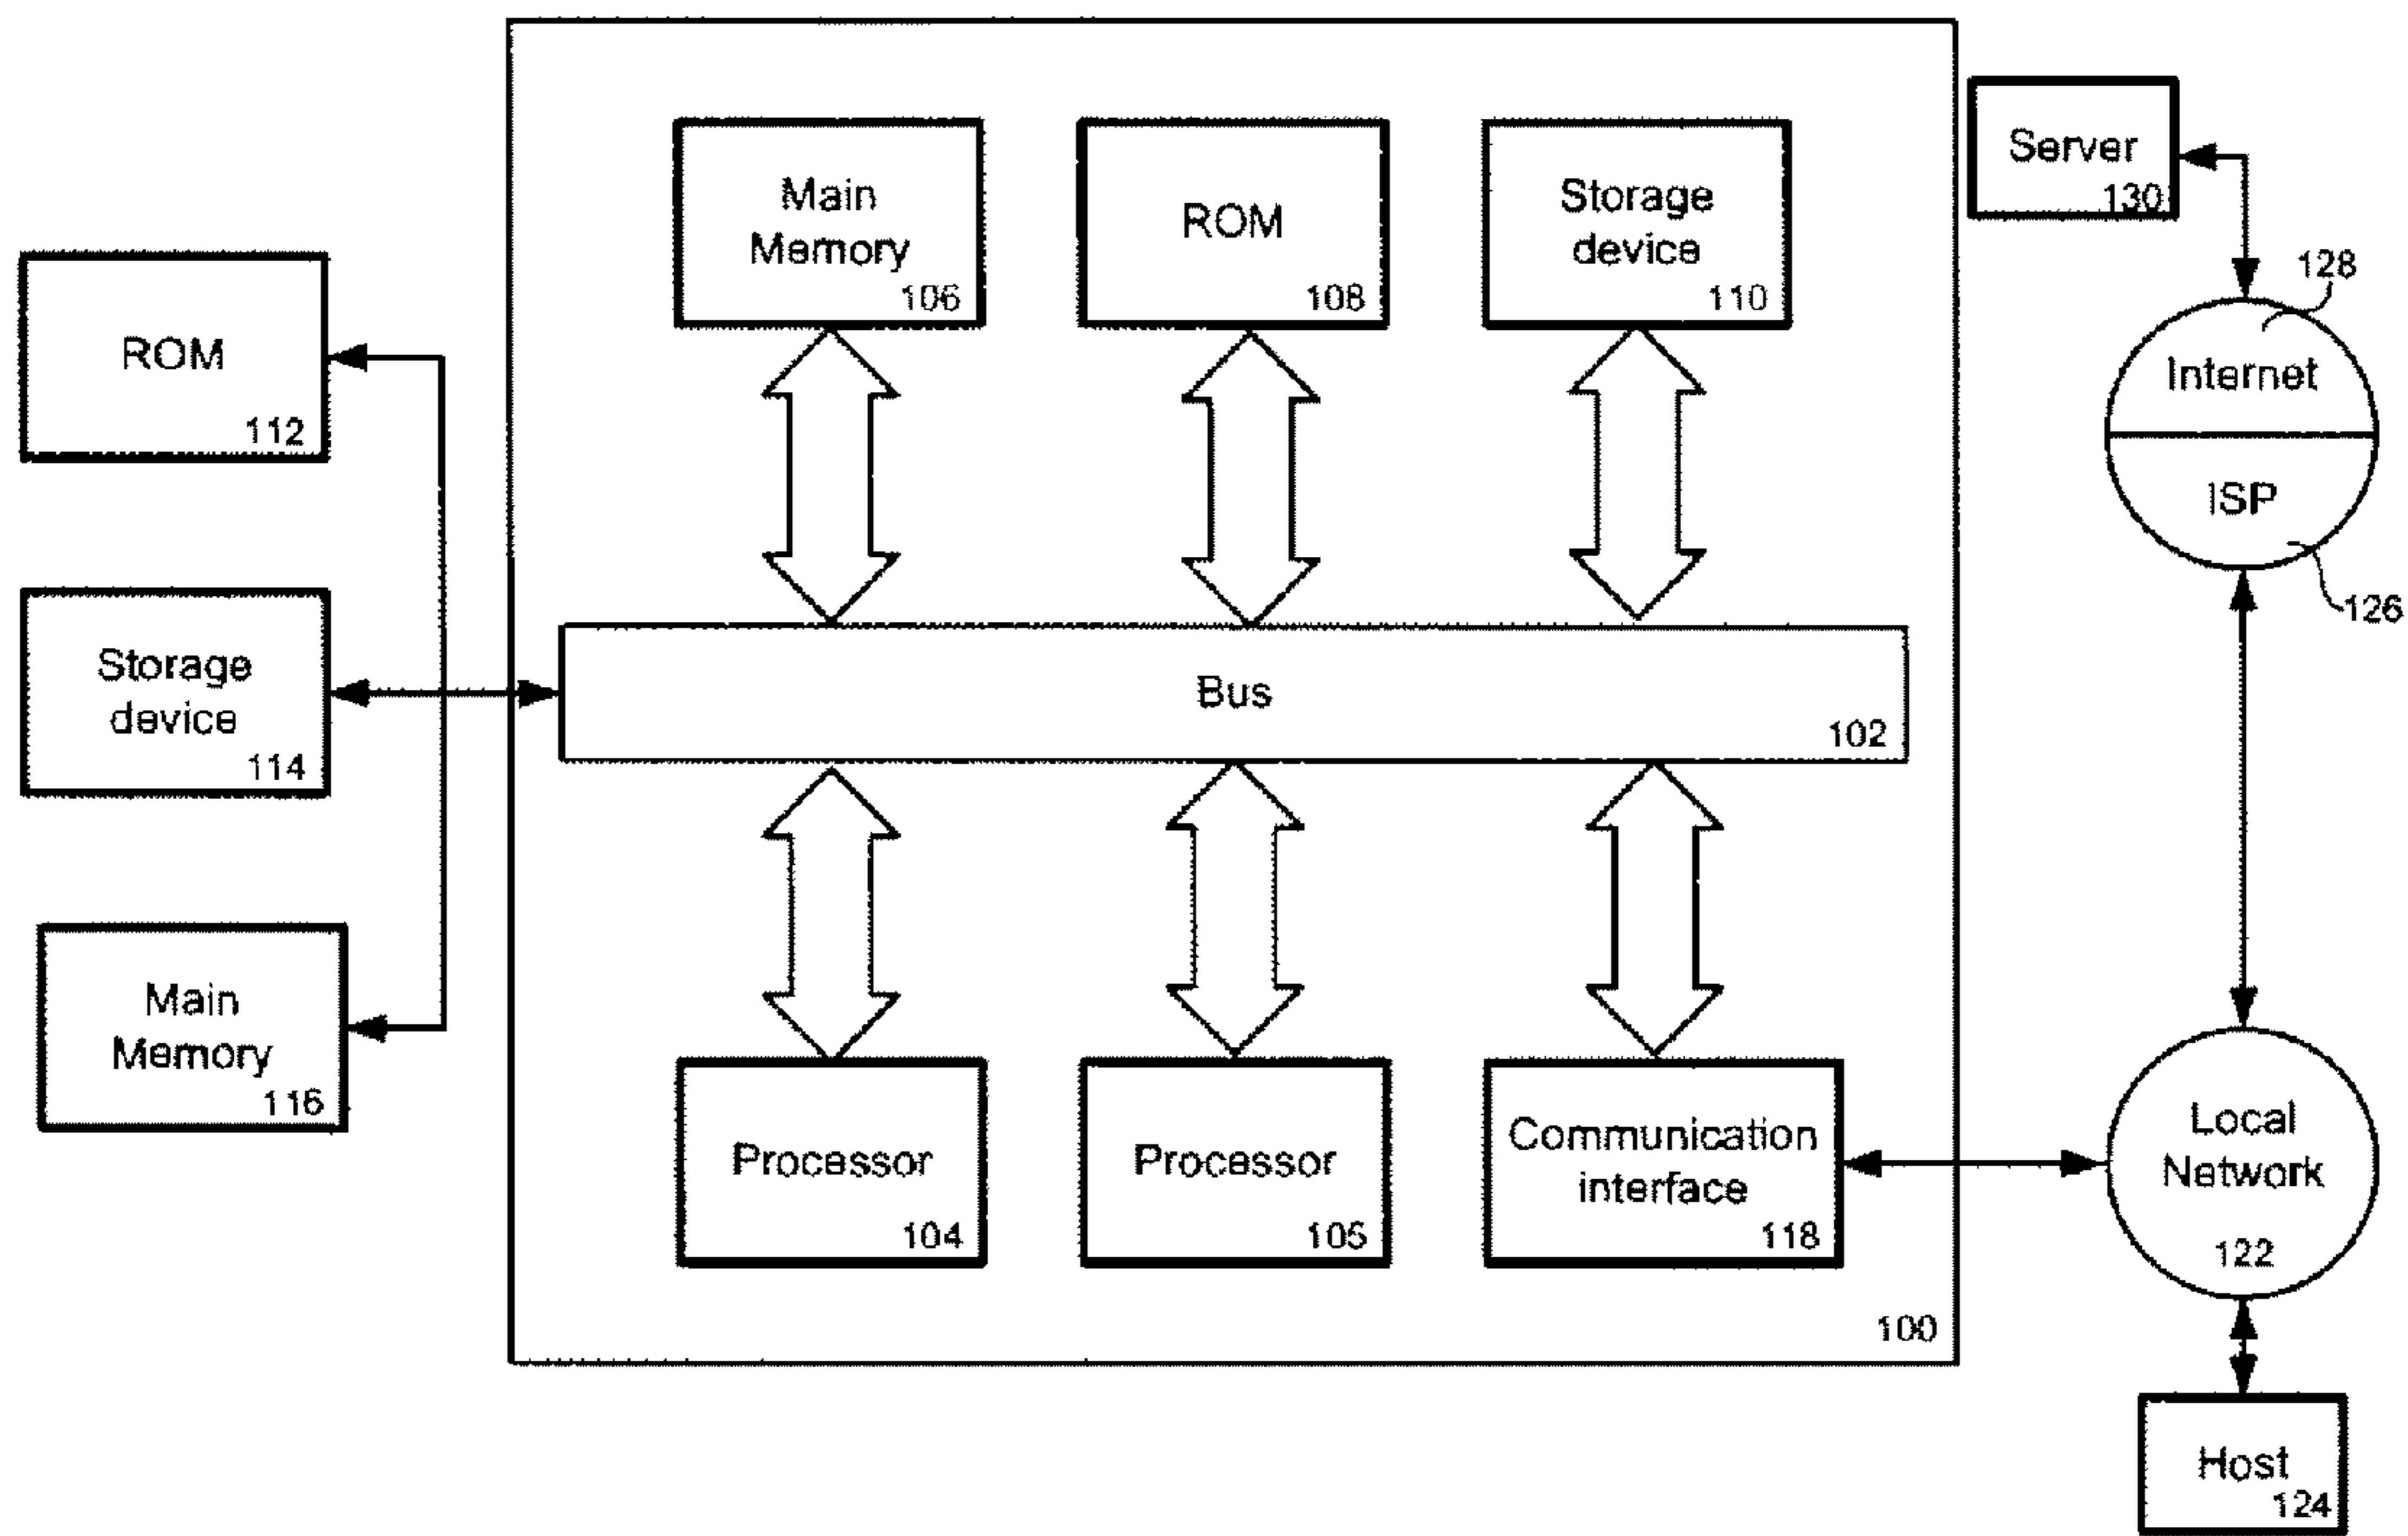 Main
Memory
106
ROM
108
Storage
device
110
Server
130
128
Internet
ISP
126
ROM
112
Storage
device
114
Bus
102
Main
Memory
116
Processor
104
Processor
105
Communication
interface
118
Local
Network
122
100
Host
124